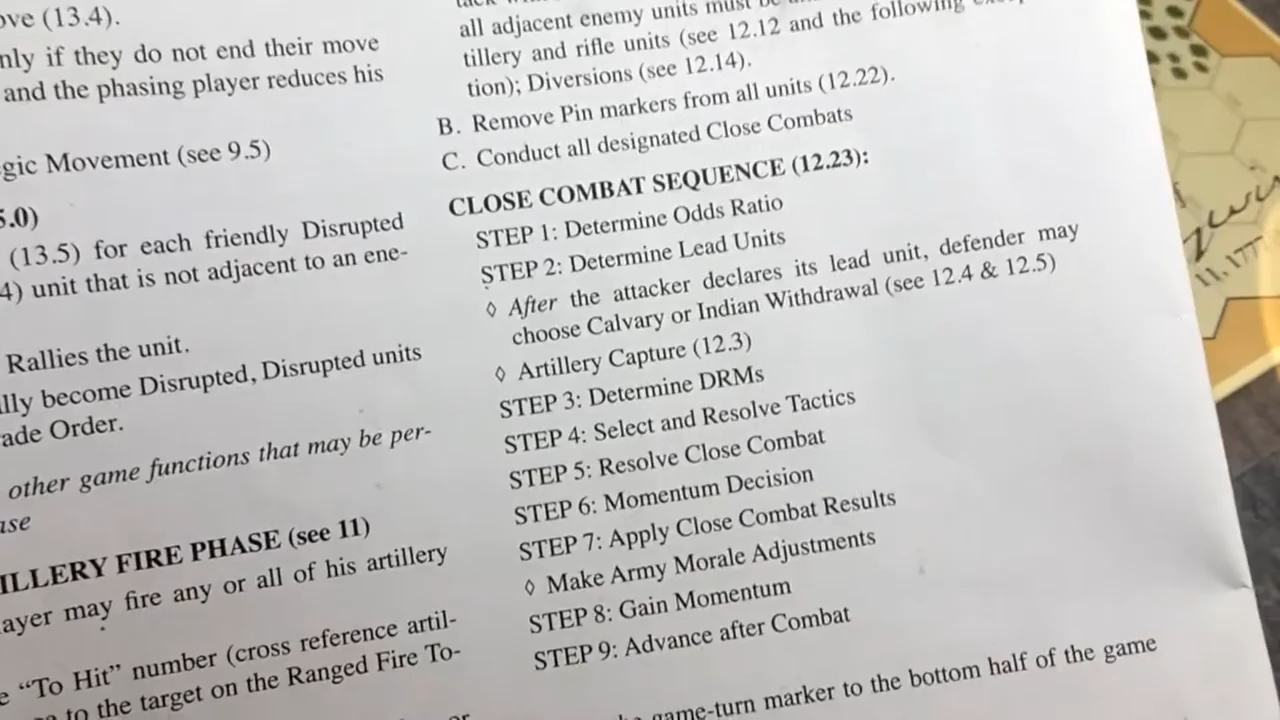 ove (13.4).
nly if they do not end their move
and the phasing player reduces his
gic Movement (see 9.5)
5.0)
(13.5) for each friendly Disrupted
4) unit that is not adjacent to an ene-
Rallies the unit.
lly become Disrupted, Disrupted units
ade Order.
other game functions that may be per-
ase
ILLERY FIRE PHASE (see 11)
ayer may fire any or all of his artillery
e “To Hit” number (cross reference artil-
to the target on the Ranged Fire To-
all adjacent enemy units must be
tillery and rifle units (see 12.12 and the following
tion); Diversions (see 12.14).
B. Remove Pin markers from all units (12.22).
C. Conduct all designated Close Combats
CLOSE COMBAT SEQUENCE (12.23):
STEP 1: Determine Odds Ratio
STEP 2: Determine Lead Units
◊ After the attacker declares its lead unit, defender may
choose Calvary or Indian Withdrawal (see 12.4 & 12.5)
◊ Artillery Capture (12.3)
STEP 3: Determine DRMs
STEP 4: Select and Resolve Tactics
STEP 5: Resolve Close Combat
STEP 6: Momentum Decision
STEP 7: Apply Close Combat Results
◊ Make Army Morale Adjustments
STEP 8: Gain Momentum
STEP 9: Advance after Combat
game-turn marker to the bottom half of the game